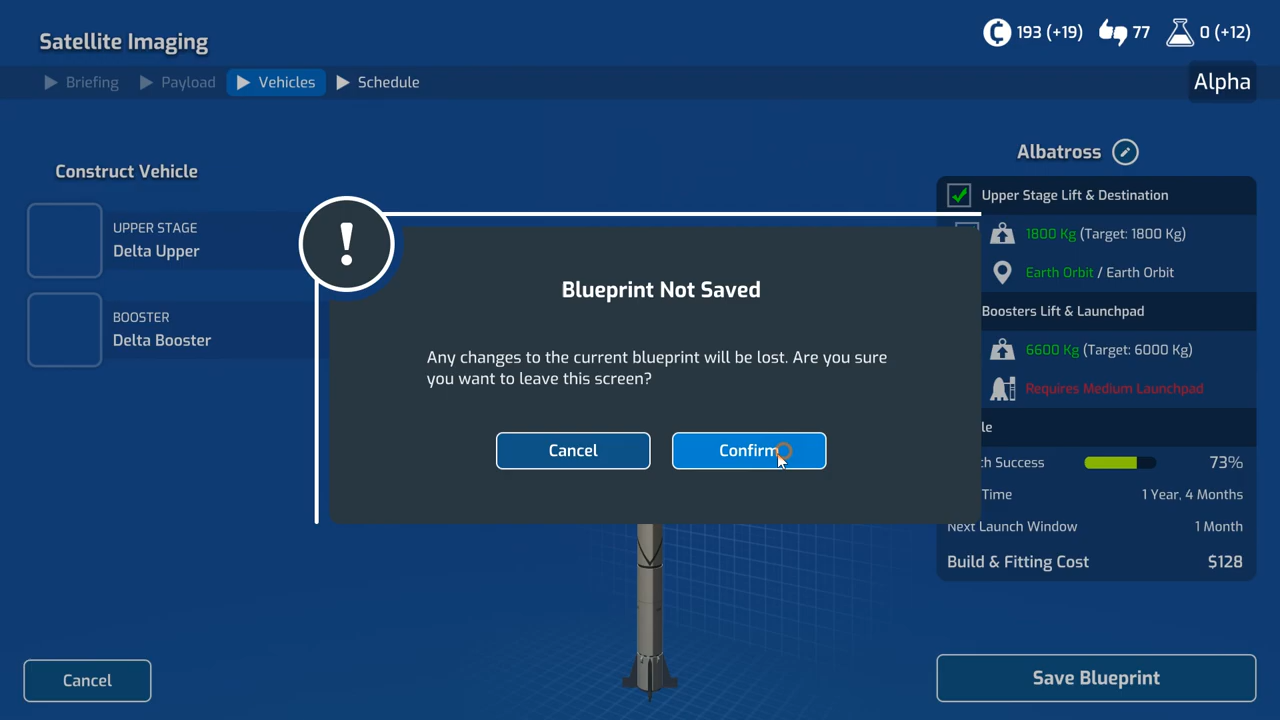 Satellite Imaging
193 (+19)
77
0 (+12)
Briefing
Payload
Vehicles
Schedule
Alpha
Construct Vehicle
UPPER STAGE
Delta Upper
BOOSTER
Delta Booster
Albatross
Upper Stage Lift & Destination
1800 Kg (Target: 1800 Kg)
Earth Orbit / Earth Orbit
Boosters Lift & Launchpad
6600 Kg (Target: 6000 Kg)
Requires Medium Launchpad
Success 73%
Time 1 Year, 4 Months
Next Launch Window 1 Month
Build & Fitting Cost $128
!
Blueprint Not Saved
Any changes to the current blueprint will be lost. Are you sure
you want to leave this screen?
Cancel
Confirm
Cancel
Save Blueprint